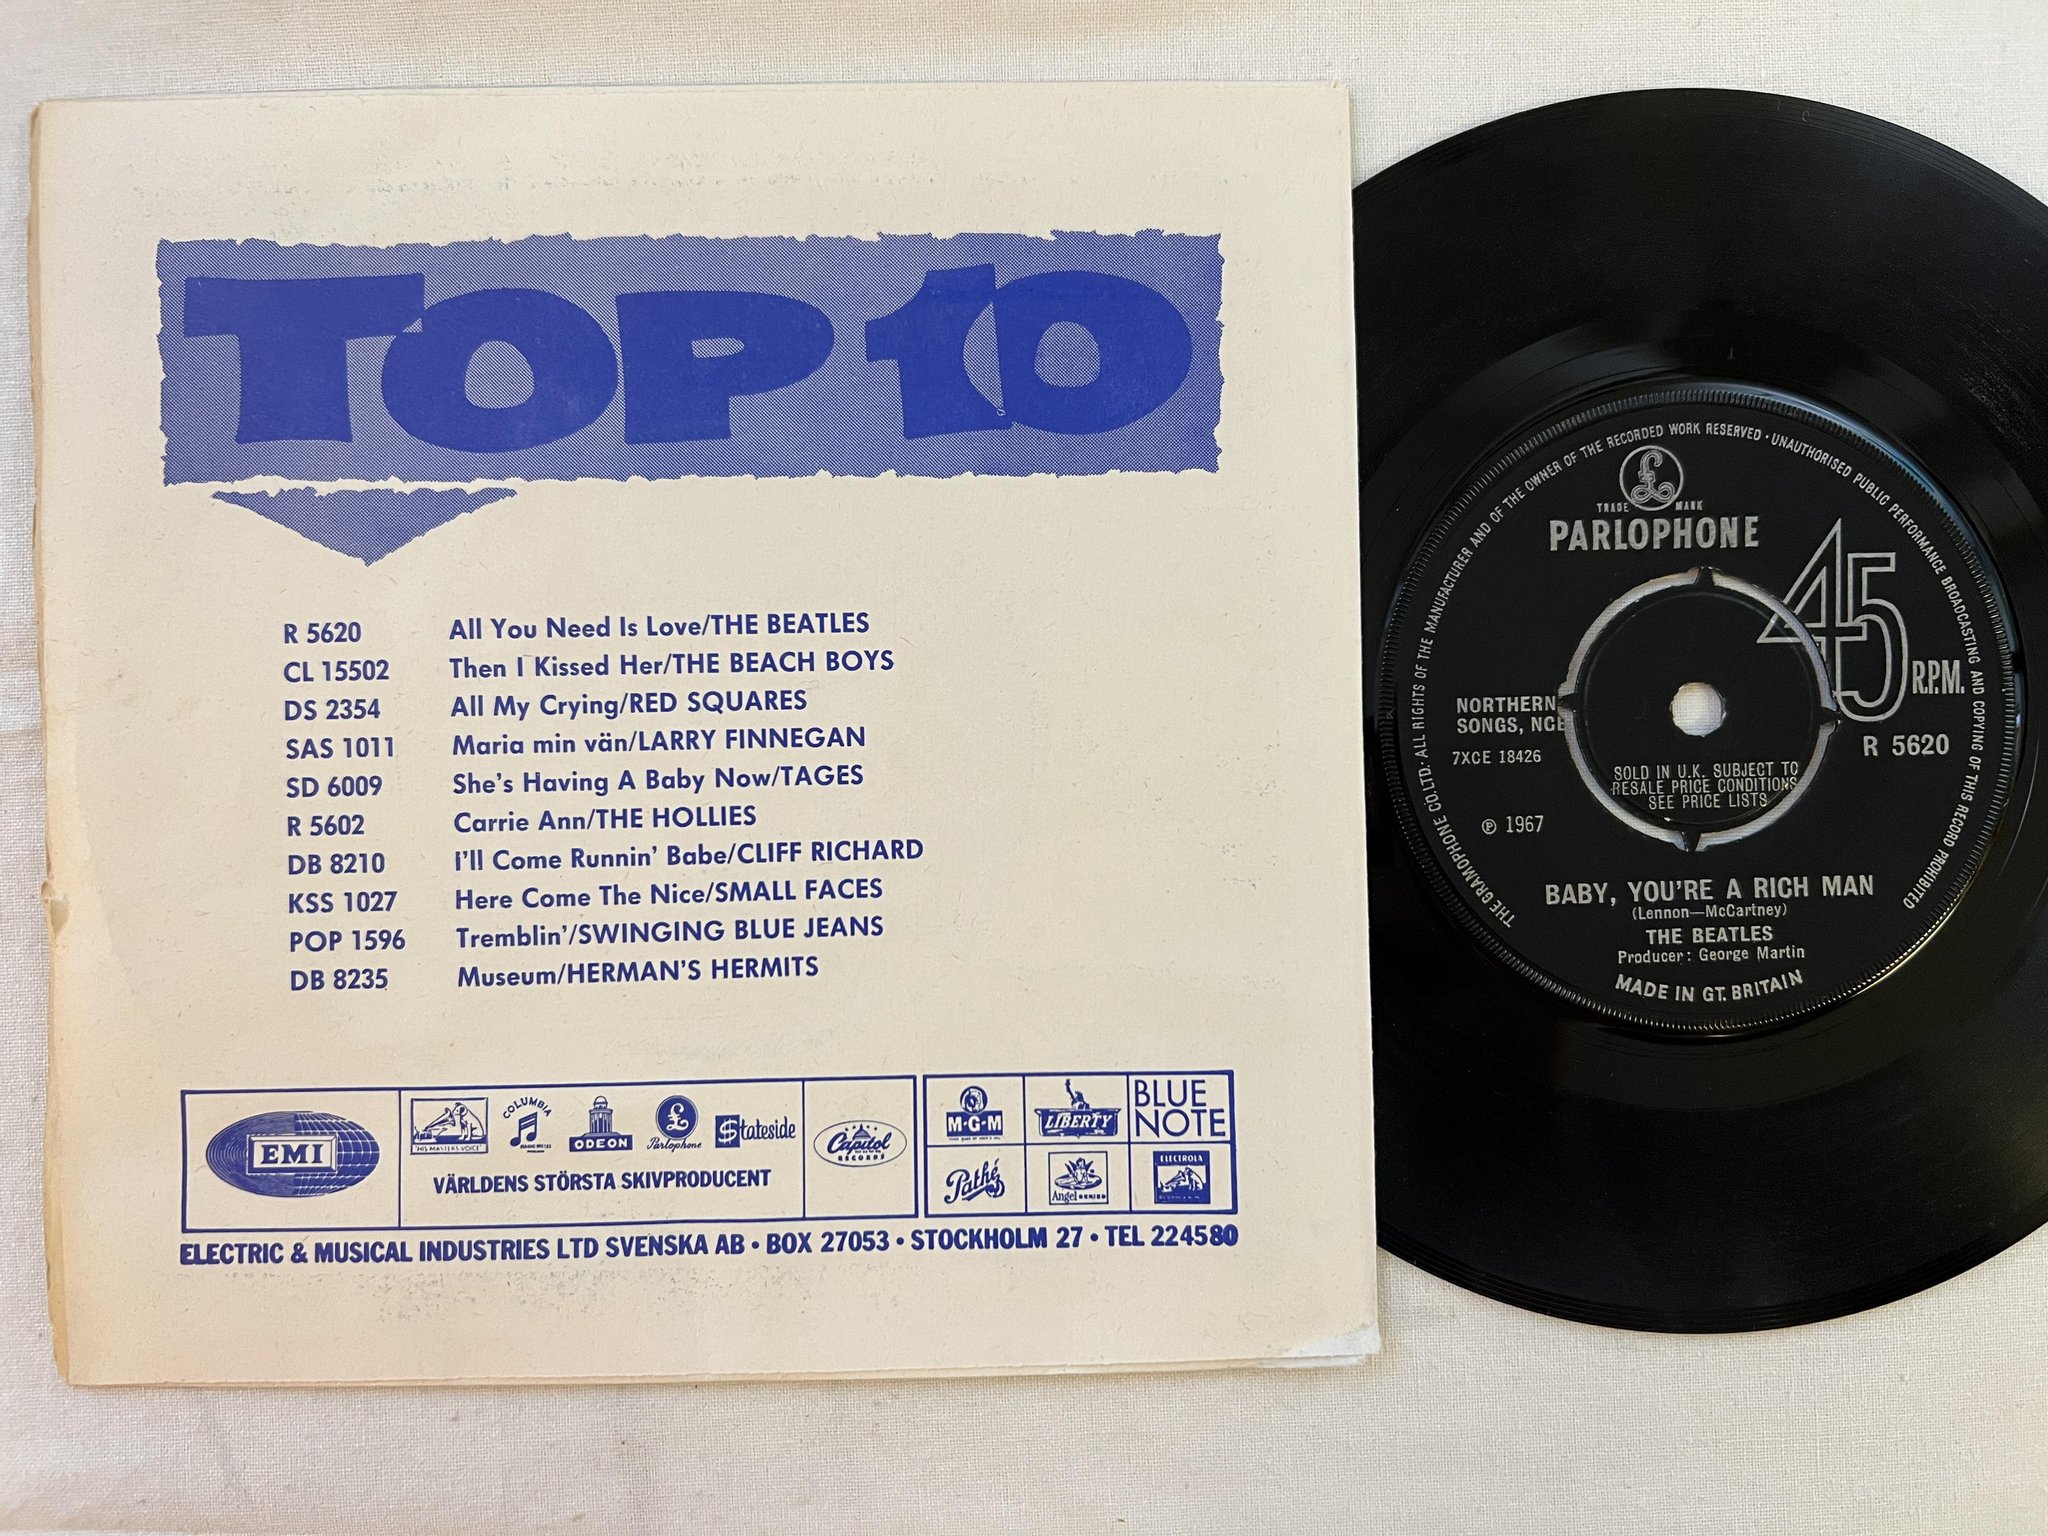 TOP 10
R 5620 All You Need Is Love/THE BEATLES
CL 15502 Then I Kissed Her/THE BEACH BOYS
DS 2354 All My Crying/RED SQUARES
SAS 1011 Maria min vän/LARRY FINNEGAN
SD 6009 She's Having A Baby Now/TAGES
R 5602 Carrie Ann/THE HOLLIES
DB 8210 I'll Come Runnin' Babe/CLIFF RICHARD
KSS 1027 Here Come The Nice/SMALL FACES
POP 1596 Tremblin'/SWINGING BLUE JEANS
DB 8235 Museum/HERMAN'S HERMITS
EMI
"HIS MASTERS VOICE"
COLUMBIA
ODEON
Parlophone
Stateside
VÄRLDENS STÖRSTA SKIVPRODUCENT
Capitol
RECORDS
M-G-M
LIBERTY
BLUE
NOTE
Pathé
Angel SERIES
ELECTROLA
ELECTRIC & MUSICAL INDUSTRIES LTD SVENSKA AB • BOX 27053 • STOCKHOLM 27 • TEL 224580
THE GRAMOPHONE CO. LTD. ALL RIGHTS OF THE MANUFACTURER AND OF THE OWNER OF THE RECORDED WORK RESERVED • UNAUTHORISED PUBLIC PERFORMANCE BROADCASTING AND COPYING OF THIS RECORD PROHIBITED
£
TRADE MARK
PARLOPHONE
45
R.P.M.
NORTHERN
SONGS, NCB
7XCE 18426
R 5620
SOLD IN U.K. SUBJECT TO
RESALE PRICE CONDITIONS
SEE PRICE LISTS
℗ 1967
BABY, YOU'RE A RICH MAN
(Lennon—McCartney)
THE BEATLES
Producer: George Martin
MADE IN GT. BRITAIN